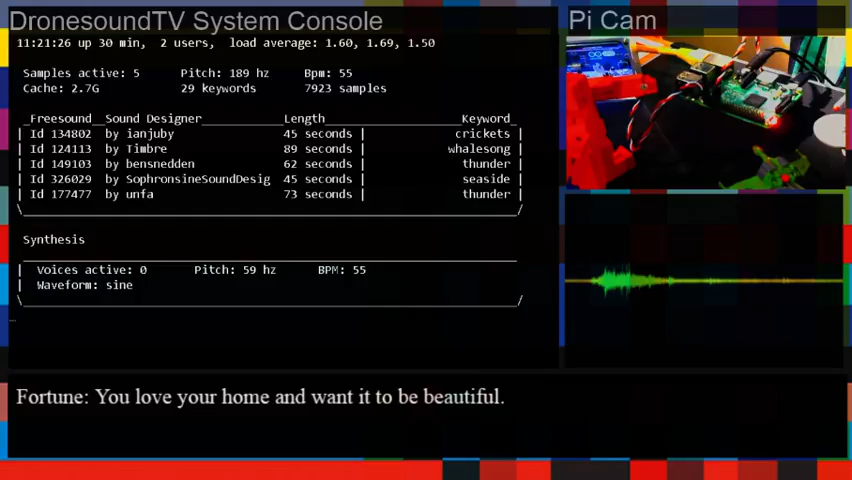 DronesoundTV System Console
Pi Cam
11:21:26 up 30 min, 2 users, load average: 1.60, 1.69, 1.50
Samples active: 5 Pitch: 189 hz Bpm: 55
Cache: 2.7G 29 keywords 7923 samples
_Freesound__Sound Designer_________Length____________________Keyword_
| Id 134802 by ianjuby 45 seconds | crickets
| Id 124113 by Timbre 89 seconds | whalesong
| Id 149103 by bensnedden 62 seconds | thunder
| Id 326029 by SophronsineSoundDesig 45 seconds | seaside
| Id 177477 by unfa 73 seconds | thunder
Synthesis
| Voices active: 0 Pitch: 59 hz BPM: 55
| Waveform: sine
Fortune: You love your home and want it to be beautiful.